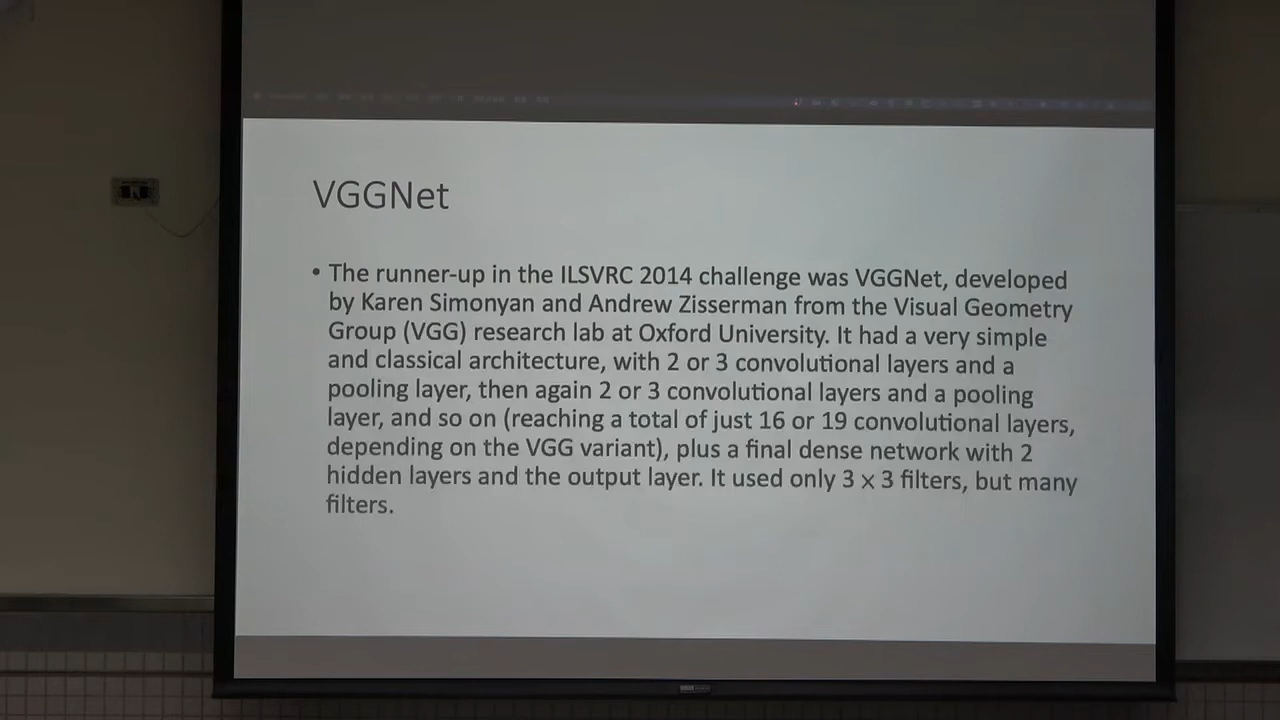 VGGNet
• The runner-up in the ILSVRC 2014 challenge was VGGNet, developed
by Karen Simonyan and Andrew Zisserman from the Visual Geometry
Group (VGG) research lab at Oxford University. It had a very simple
and classical architecture, with 2 or 3 convolutional layers and a
pooling layer, then again 2 or 3 convolutional layers and a pooling
layer, and so on (reaching a total of just 16 or 19 convolutional layers,
depending on the VGG variant), plus a final dense network with 2
hidden layers and the output layer. It used only 3 x 3 filters, but many
filters.